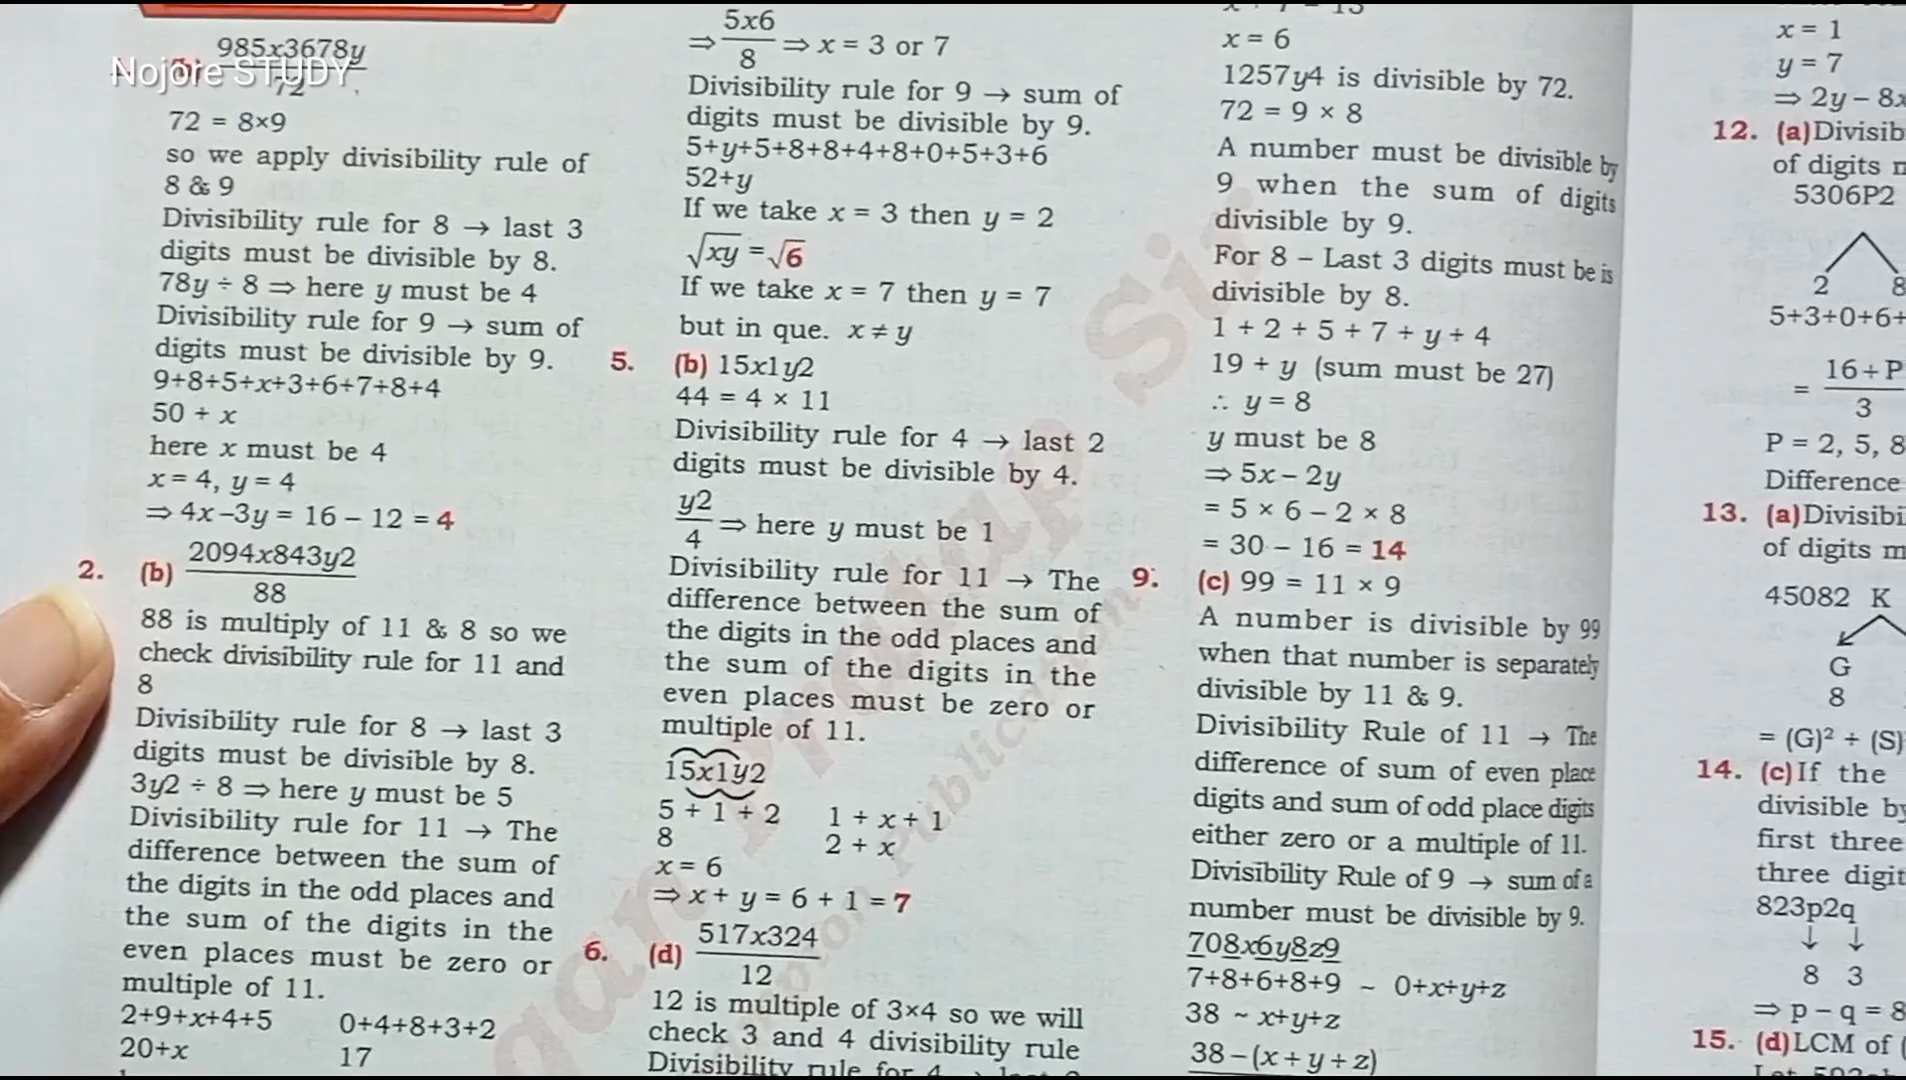 Nojore STUDY
985x3678y
72
72 = 8×9
so we apply divisibility rule of
8 & 9
Divisibility rule for 8 → last 3
digits must be divisible by 8.
78y ÷ 8 ⇒ here y must be 4
Divisibility rule for 9 → sum of
digits must be divisible by 9.
9+8+5+x+3+6+7+8+4
50 + x
here x must be 4
x = 4, y = 4
⇒ 4x–3y = 16 – 12 = 4
2. (b) 2094x843y2
88
88 is multiply of 11 & 8 so we
check divisibility rule for 11 and
8
Divisibility rule for 8 → last 3
digits must be divisible by 8.
3y2 ÷ 8 ⇒ here y must be 5
Divisibility rule for 11 → The
difference between the sum of
the digits in the odd places and
the sum of the digits in the
even places must be zero or
multiple of 11.
2+9+x+4+5 0+4+8+3+2
20+x 17
⇒ 5x6
8 ⇒ x = 3 or 7
Divisibility rule for 9 → sum of
digits must be divisible by 9.
5+y+5+8+8+4+8+0+5+3+6
52+y
If we take x = 3 then y = 2
√xy = √6
If we take x = 7 then y = 7
but in que. x ≠ y
5. (b) 15x1y2
44 = 4 × 11
Divisibility rule for 4 → last 2
digits must be divisible by 4.
y2
4 ⇒ here y must be 1
Divisibility rule for 11 → The
difference between the sum of
the digits in the odd places and
the sum of the digits in the
even places must be zero or
multiple of 11.
15x1y2
5 + 1 + 2 1 + x + 1
8 2 + x
x = 6
⇒ x + y = 6 + 1 = 7
6. (d) 517x324
12
12 is multiple of 3×4 so we will
check 3 and 4 divisibility rule
Divisibility rule for 4
x = 6
1257y4 is divisible by 72.
72 = 9 × 8
A number must be divisible by
9 when the sum of digits
divisible by 9.
For 8 – Last 3 digits must be is
divisible by 8.
1 + 2 + 5 + 7 + y + 4
19 + y (sum must be 27)
∴ y = 8
y must be 8
⇒ 5x – 2y
= 5 × 6 – 2 × 8
= 30 – 16 = 14
9. (c) 99 = 11 × 9
A number is divisible by 99
when that number is separately
divisible by 11 & 9.
Divisibility Rule of 11 → The
difference of sum of even place
digits and sum of odd place digits
either zero or a multiple of 11.
Divisibility Rule of 9 → sum of a
number must be divisible by 9.
708x6y8z9
7+8+6+8+9 ~ 0+x+y+z
38 ~ x+y+z
38 – (x + y + z)
x = 1
y = 7
⇒ 2y – 8x
12. (a) Divisib
of digits
5306P2
2 8
5+3+0+6+
= 16 + P
3
P = 2, 5, 8
Difference
13. (a) Divisibi
of digits m
45082 K
G
8
= (G)² + (S)
14. (c) If the
divisible by
first three
three digit
823p2q
↓ ↓
8 3
⇒ p – q = 8
15. (d) LCM of (